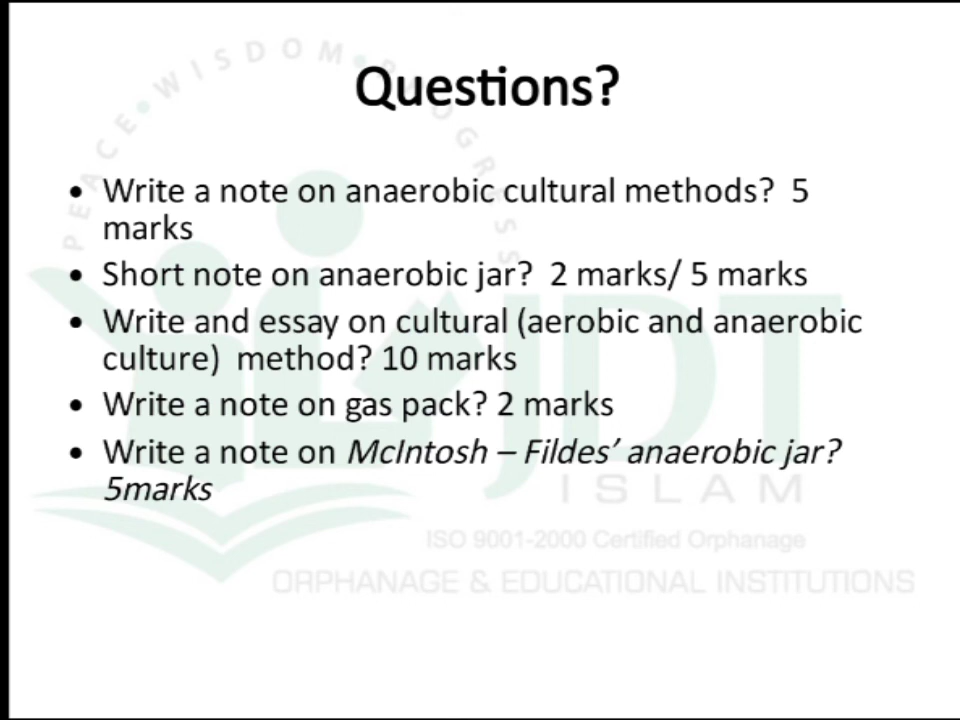 PEACE • WISDOM • PROGRESS
Questions?
• Write a note on anaerobic cultural methods? 5
marks
• Short note on anaerobic jar? 2 marks/ 5 marks
• Write and essay on cultural (aerobic and anaerobic
culture) method? 10 marks
• Write a note on gas pack? 2 marks
• Write a note on McIntosh – Fildes’ anaerobic jar?
5marks
JDT
ISLAM
ISO 9001-2000 Certified Orphanage
ORPHANAGE & EDUCATIONAL INSTITUTIONS